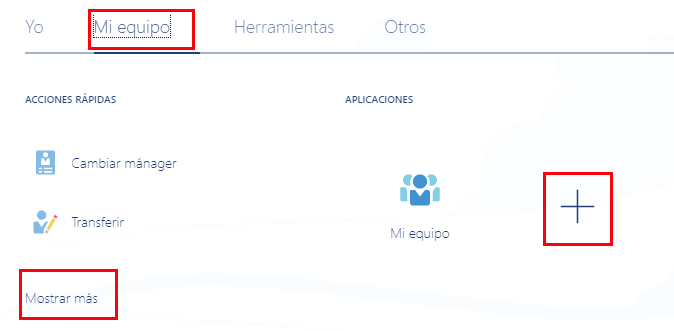 Yo
Mi equipo
Herramientas
Otros
ACCIONES RÁPIDAS
Cambiar mánager
Transferir
Mostrar más
APLICACIONES
Mi equipo